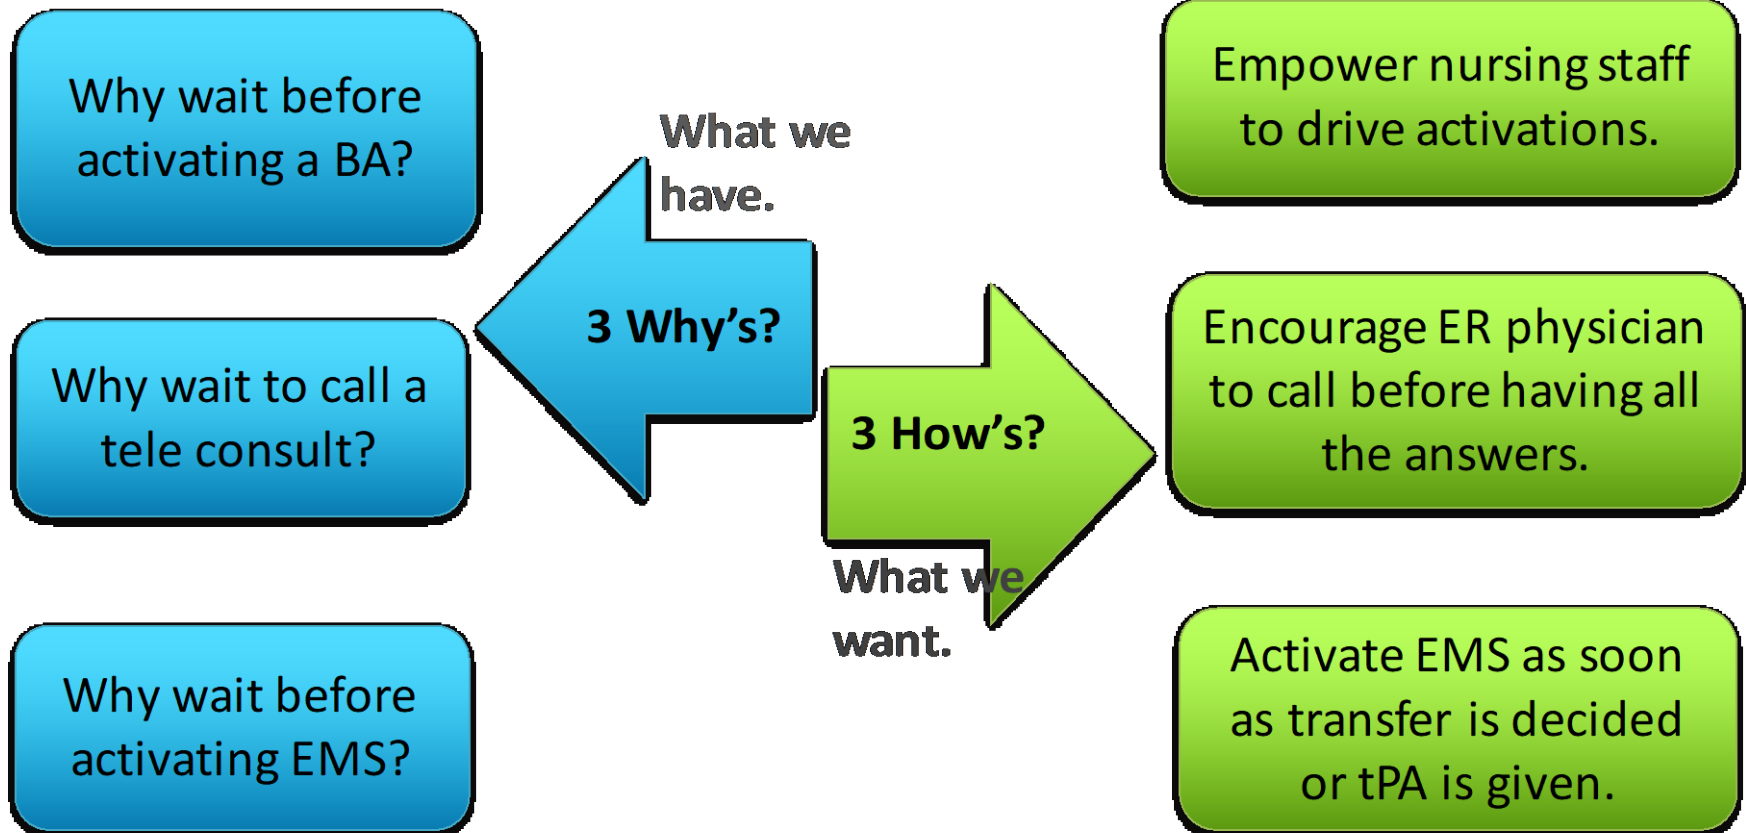 Why wait before
activating a BA?
Why wait to call a
tele consult?
Why wait before
activating EMS?
What we
have.
3 Why's?
3 How's?
What we
want.
Empower nursing staff
to drive activations.
Encourage ER physician
to call before having all
the answers.
Activate EMS as soon
as transfer is decided
or tPA is given.